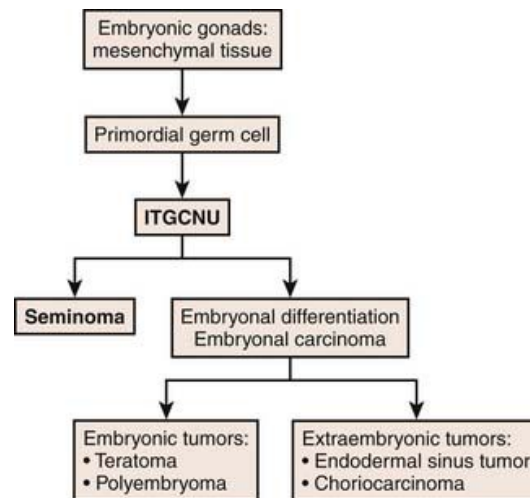 Embryonic gonads:
mesenchymal tissue
Primordial germ cell
ITGCNU
Seminoma
Embryonal differentiation
Embryonal carcinoma
Embryonic tumors:
• Teratoma
• Polyembryoma
Extraembryonic tumors:
• Endodermal sinus tumor
• Choriocarcinoma